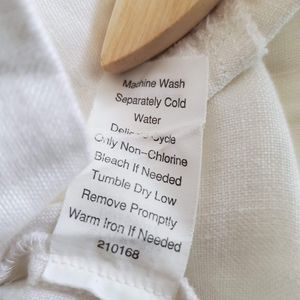 Machine Wash
Separately Cold
Water
Delicate Cycle
Only Non-Chlorine
Bleach If Needed
Tumble Dry Low
Remove Promptly
Warm Iron If Needed
210168